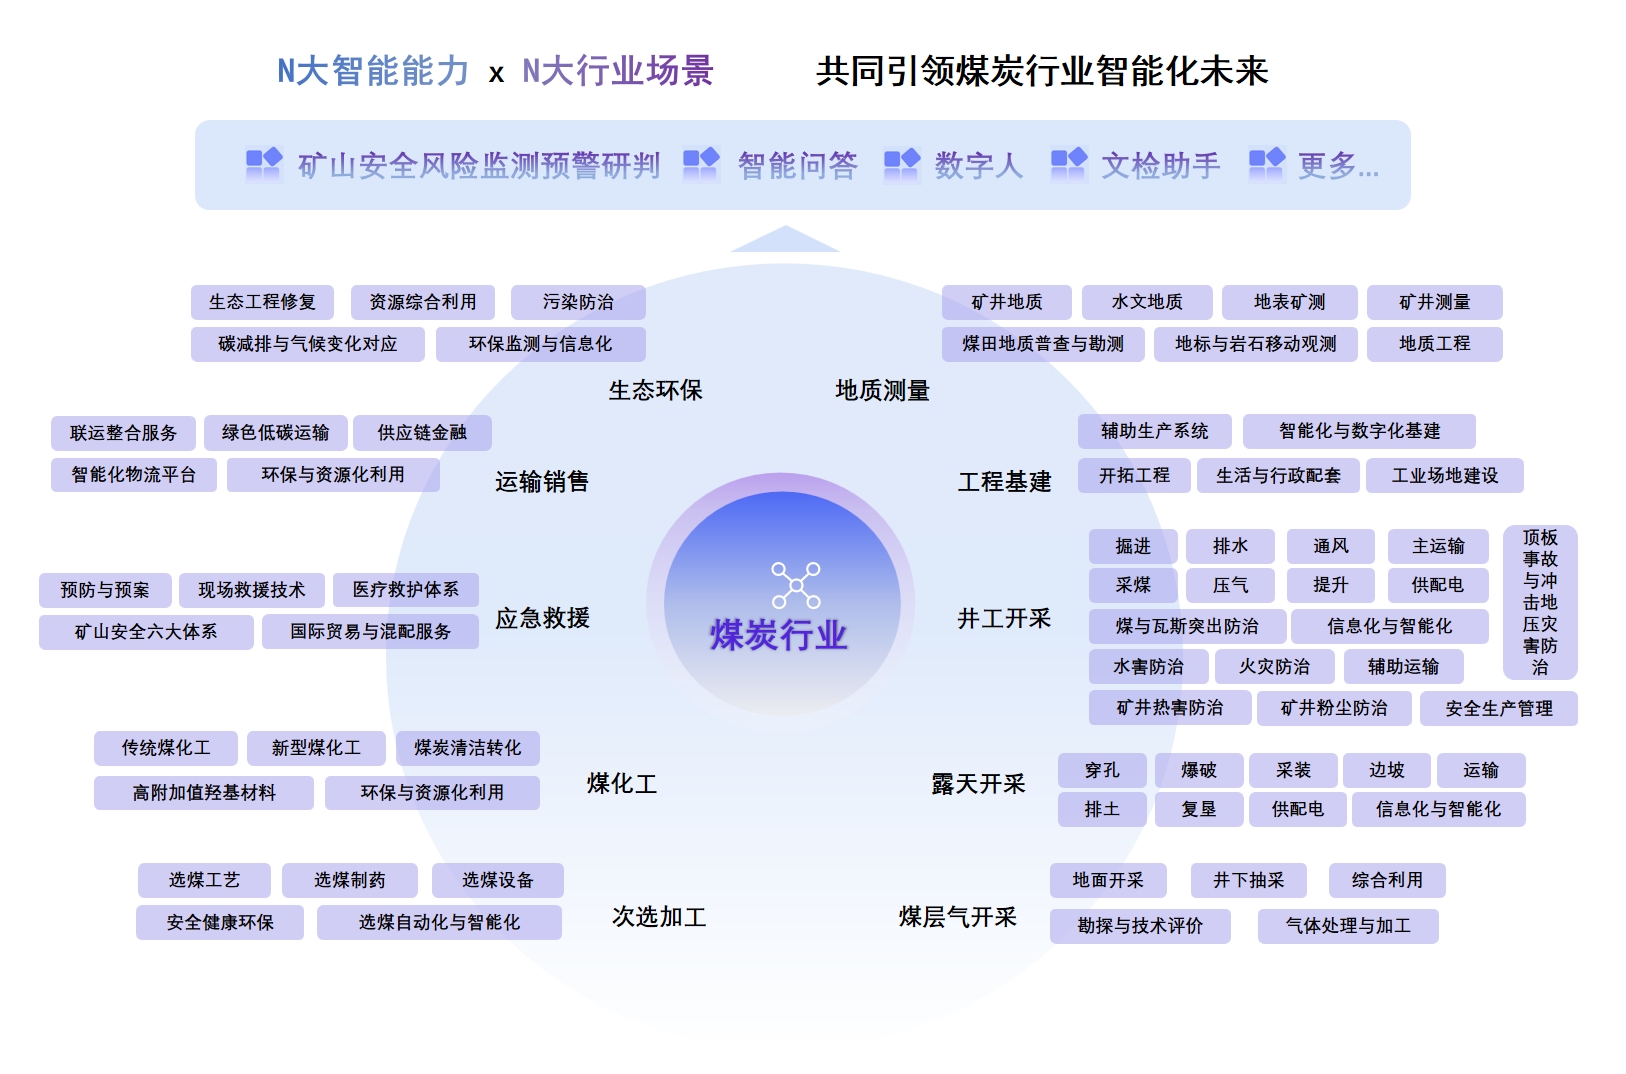 N大智能能力 x N大行业场景 共同引领煤炭行业智能化未来
矿山安全风险监测预警研判 智能问答 数字人 文检助手 更多...
生态工程修复 资源综合利用 污染防治
碳减排与气候变化对应 环保监测与信息化
生态环保
矿井地质 水文地质 地表矿测 矿井测量
煤田地质普查与勘测 地标与岩石移动观测 地质工程
地质测量
联运整合服务 绿色低碳运输 供应链金融
智能化物流平台 环保与资源化利用
运输销售
辅助生产系统 智能化与数字化基建
开拓工程 生活与行政配套 工业场地建设
工程基建
预防与预案 现场救援技术 医疗救护体系
矿山安全六大体系 国际贸易与混配服务
应急救援
煤炭行业
井工开采
掘进 排水 通风 主运输
采煤 压气 提升 供配电
煤与瓦斯突出防治 信息化与智能化
水害防治 火灾防治 辅助运输
矿井热害防治 矿井粉尘防治 安全生产管理
顶板
事故
与冲
击地
压灾
害防
治
传统煤化工 新型煤化工 煤炭清洁转化
高附加值羟基材料 环保与资源化利用
煤化工
露天开采
穿孔 爆破 采装 边坡 运输
排土 复垦 供配电 信息化与智能化
选煤工艺 选煤制药 选煤设备
安全健康环保 选煤自动化与智能化
次选加工
煤层气开采
地面开采 井下抽采 综合利用
勘探与技术评价 气体处理与加工